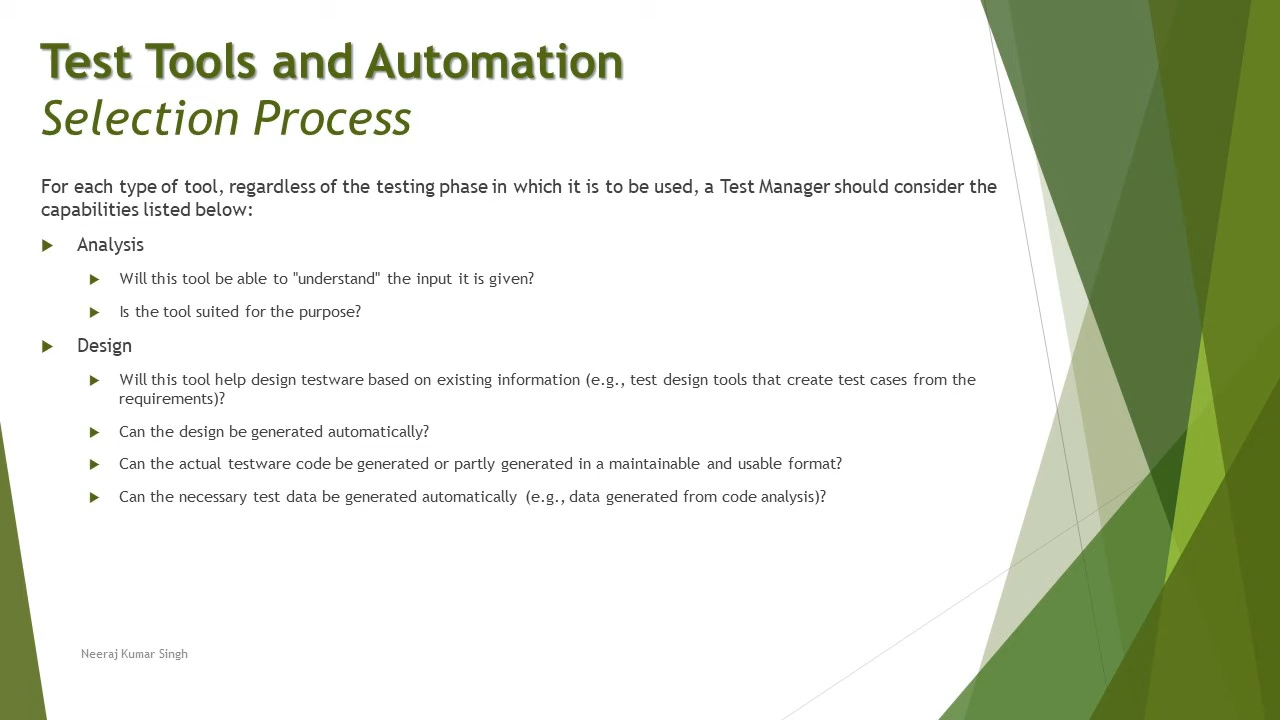 Test Tools and Automation
Selection Process
For each type of tool, regardless of the testing phase in which it is to be used, a Test Manager should consider the
capabilities listed below:
Analysis
Will this tool be able to "understand" the input it is given?
Is the tool suited for the purpose?
Design
Will this tool help design testware based on existing information (e.g., test design tools that create test cases from the
requirements)?
Can the design be generated automatically?
Can the actual testware code be generated or partly generated in a maintainable and usable format?
Can the necessary test data be generated automatically (e.g., data generated from code analysis)?
Neeraj Kumar Singh